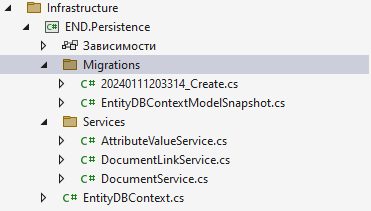 Infrastructure
END.Persistence
Зависимости
Migrations
C# 20240111203314_Create.cs
C# EntityDBContextModelSnapshot.cs
Services
C# AttributeValueService.cs
C# DocumentLinkService.cs
C# DocumentService.cs
C# EntityDBContext.cs